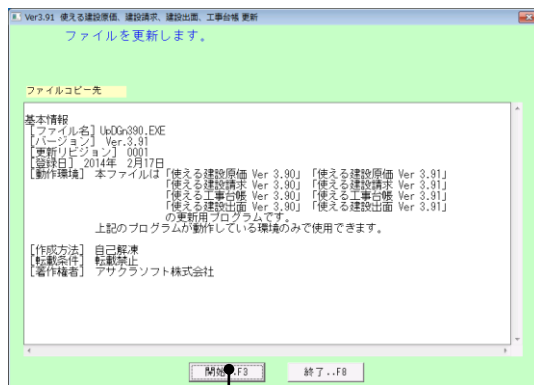 Ver3.91 使える建設原価、建設請求、建設出面、工事台帳 更新
ファイルを更新します。
ファイルコピー先
基本情報
[ファイル名] UpDGn390.EXE
[バージョン] Ver.3.91
[更新リビジョン] 0001
[登録日] 2014年 2月17日
[動作環境] 本ファイルは「使える建設原価 Ver 3.90」「使える建設原価 Ver 3.91」
「使える建設請求 Ver 3.90」「使える建設請求 Ver 3.91」
「使える工事台帳 Ver 3.90」「使える工事台帳 Ver 3.91」
「使える建設出面 Ver 3.90」「使える建設出面 Ver 3.91」
の更新用プログラムです。
上記のプログラムが動作している環境のみで使用できます。
[作成方法] 自己解凍
[転載条件] 転載禁止
[著作権者] アサクラソフト株式会社
開始..F3 終了..F8